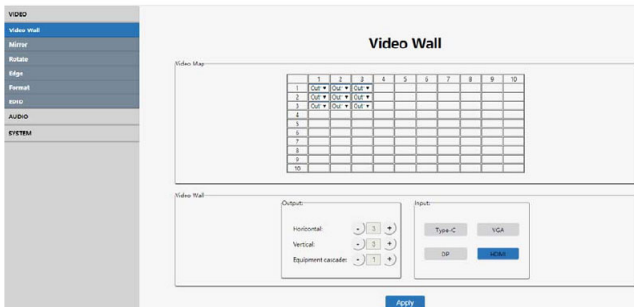 VIDEO
Video Wall
Mirror
Rotate
Edge
Format
EDID
AUDIO
SYSTEM
Video Wall
Video Map
1 2 3 4 5 6 7 8 9 10
1 Out Out Out
2 Out Out Out
3 Out Out Out
4
5
6
7
8
9
10
Video Wall
Output:
Horizontal: - 3 +
Vertical: - 3 +
Equipment cascade: - 1 +
Input:
Type-C VGA
DP HDMI
Apply